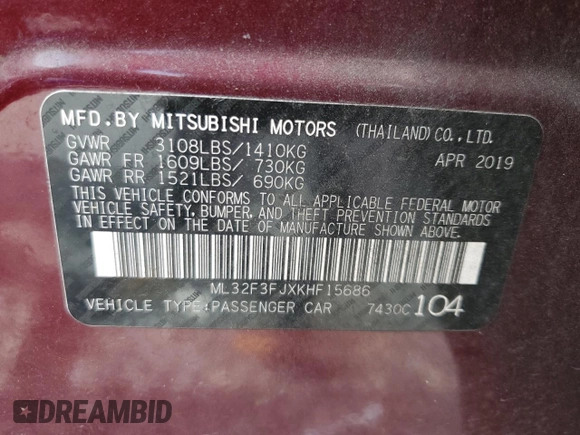 MFD.BY MITSUBISHI MOTORS (THAILAND)CO.,LTD.
GVWR 3108LBS/1410KG APR 2019
GAWR FR 1609LBS/ 730KG
GAWR RR 1521LBS/ 690KG
THIS VEHICLE CONFORMS TO ALL APPLICABLE FEDERAL MOTOR
VEHICLE SAFETY, BUMPER, AND THEFT PREVENTION STANDARDS
IN EFFECT ON THE DATE OF MANUFACTURE SHOWN ABOVE.
ML32F3FJXKHF15686
VEHICLE TYPE:PASSENGER CAR 7430C 104
DREAMBID